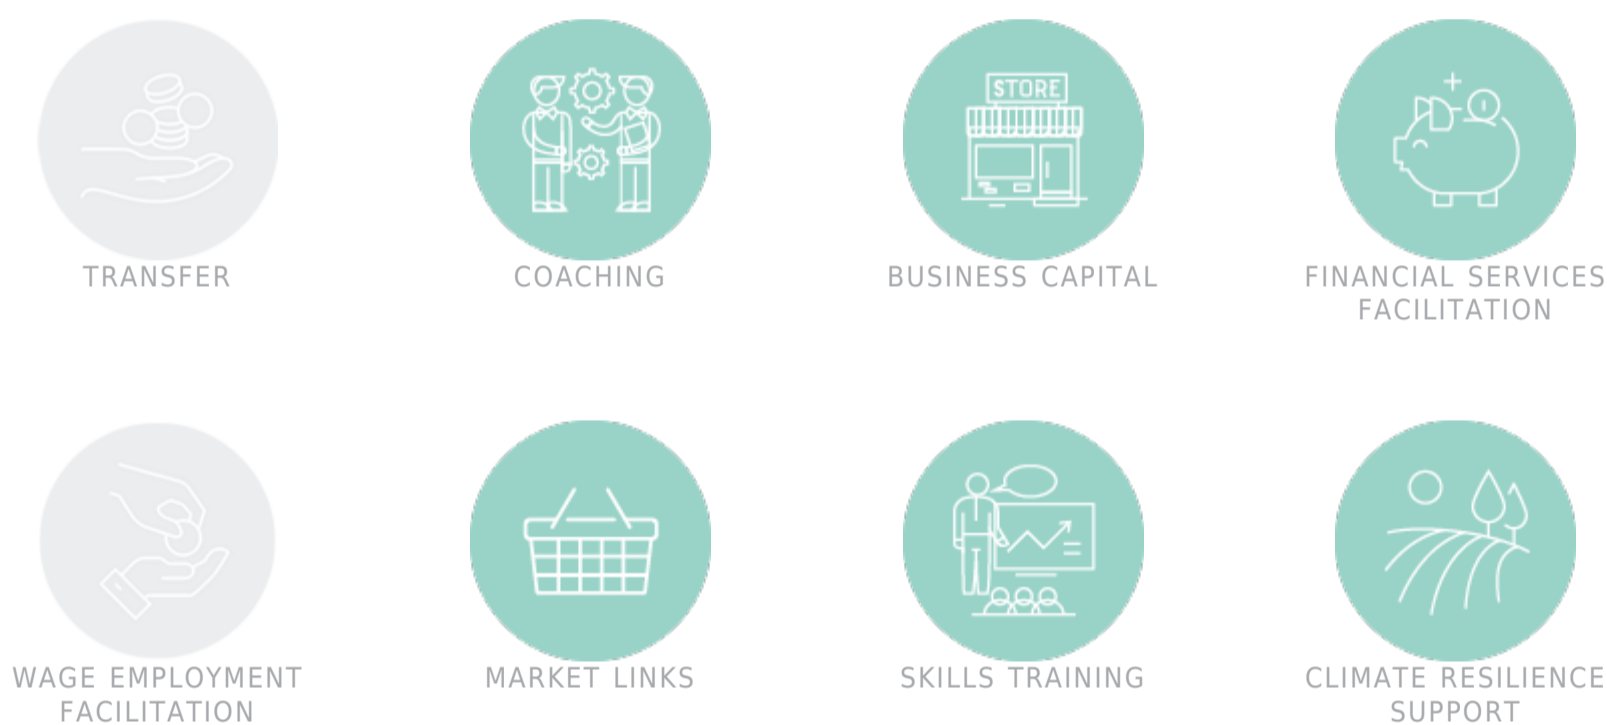 STORE
TRANSFER
COACHING
BUSINESS CAPITAL
FINANCIAL SERVICES
FACILITATION
WAGE EMPLOYMENT
FACILITATION
MARKET LINKS
SKILLS TRAINING
CLIMATE RESILIENCE
SUPPORT